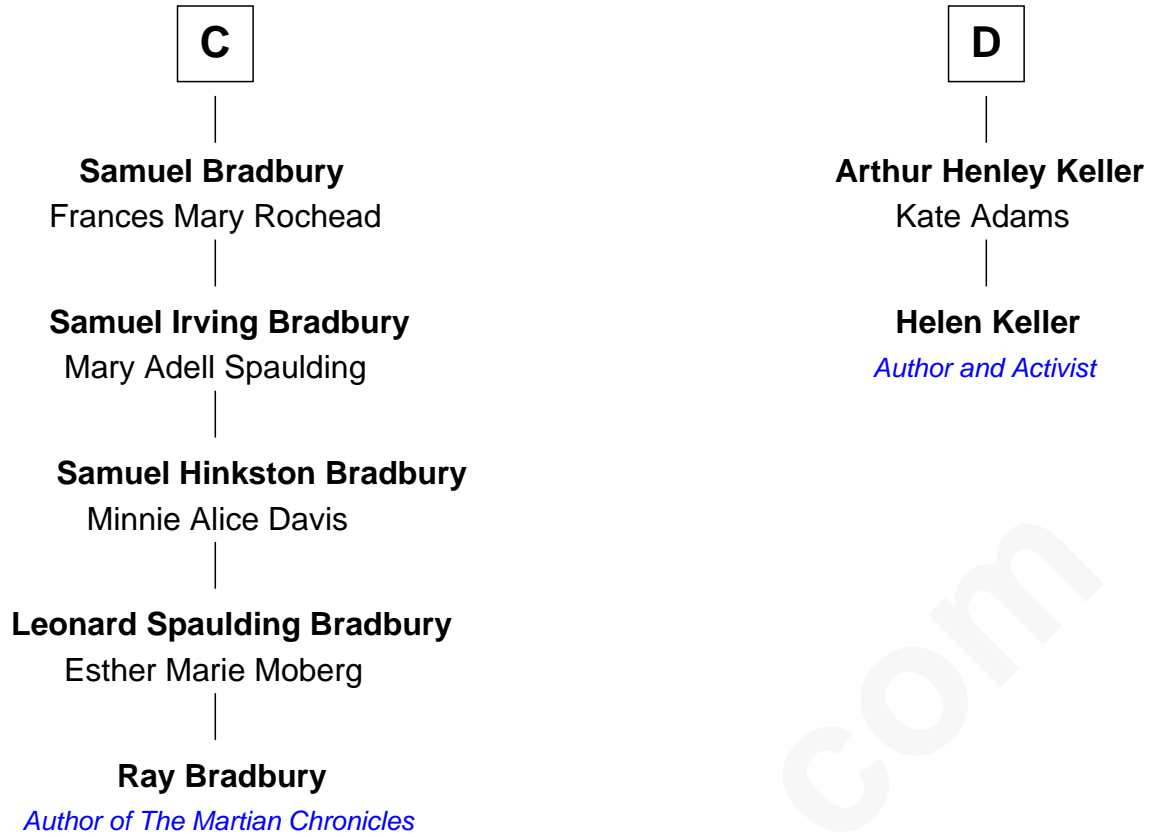 C
Samuel Bradbury
Frances Mary Rochead
Samuel Irving Bradbury
Mary Adell Spaulding
Samuel Hinkston Bradbury
Minnie Alice Davis
Leonard Spaulding Bradbury
Esther Marie Moberg
Ray Bradbury
Author of The Martian Chronicles
D
Arthur Henley Keller
Kate Adams
Helen Keller
Author and Activist
com